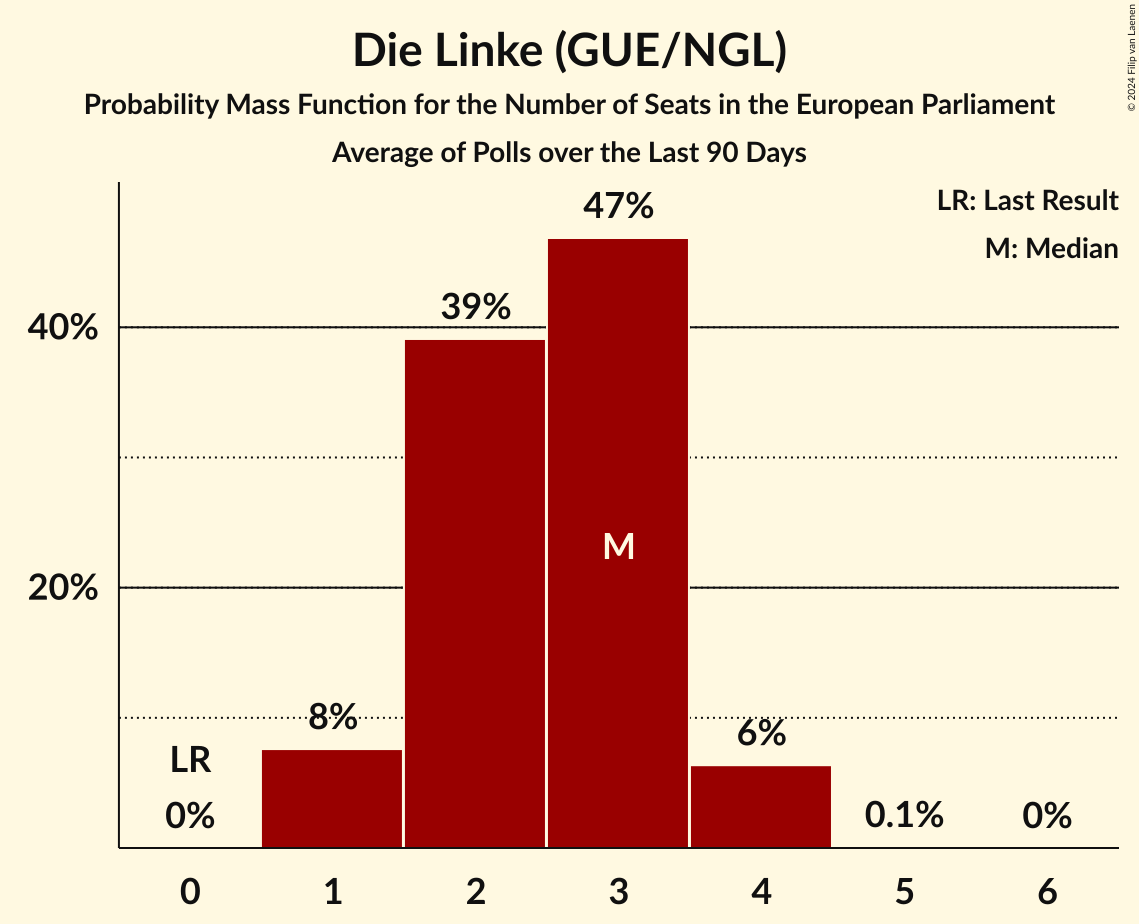 Die Linke (GUE/NGL)
Probability Mass Function for the Number of Seats in the European Parliament
Average of Polls over the Last 90 Days
© 2024 Filip van Laenen
LR: Last Result
M: Median
47%
39%
40%
M
20%
8%
6%
LR
0%
0.1%
0%
0 1 2 3 4 5 6